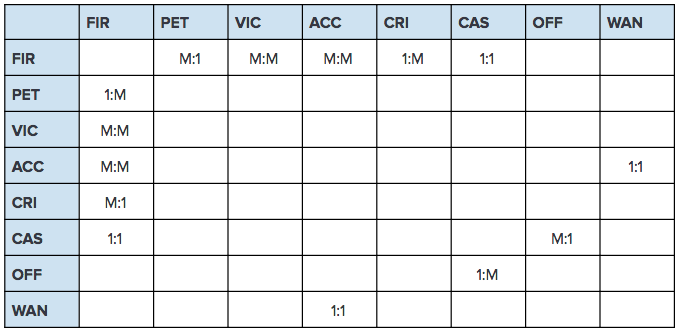 FIR PET VIC ACC CRI CAS OFF WAN
FIR M:1 M:M M:M 1:M 1:1
PET 1:M
VIC M:M
ACC M:M 1:1
CRI M:1
CAS 1:1 M:1
OFF 1:M
WAN 1:1